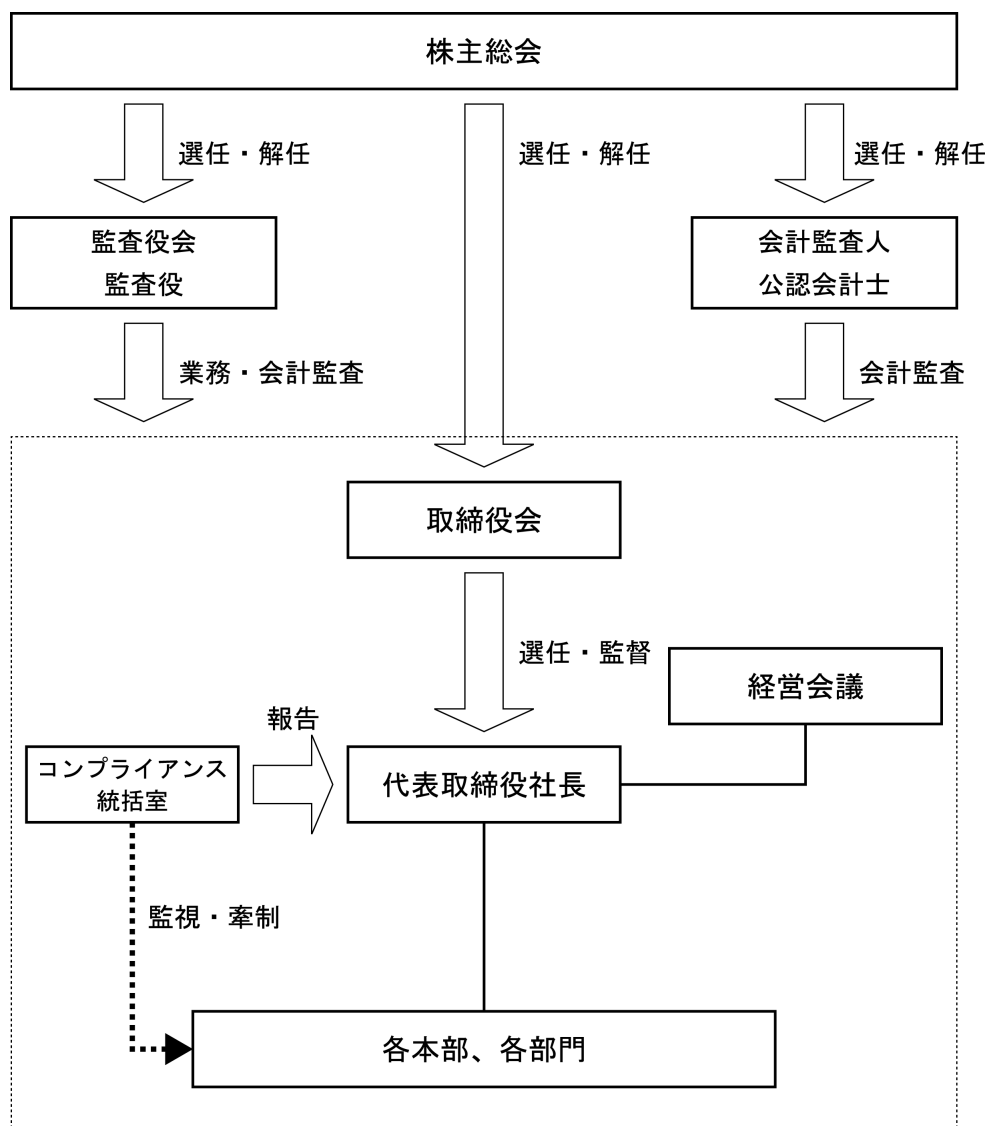 株主総会
選任・解任
選任・解任
選任・解任
監査役会
監査役
会計監査人
公認会計士
業務・会計監査
会計監査
取締役会
選任・監督
経営会議
報告
コンプライアンス
統括室
代表取締役社長
監視・牽制
各本部、各部門